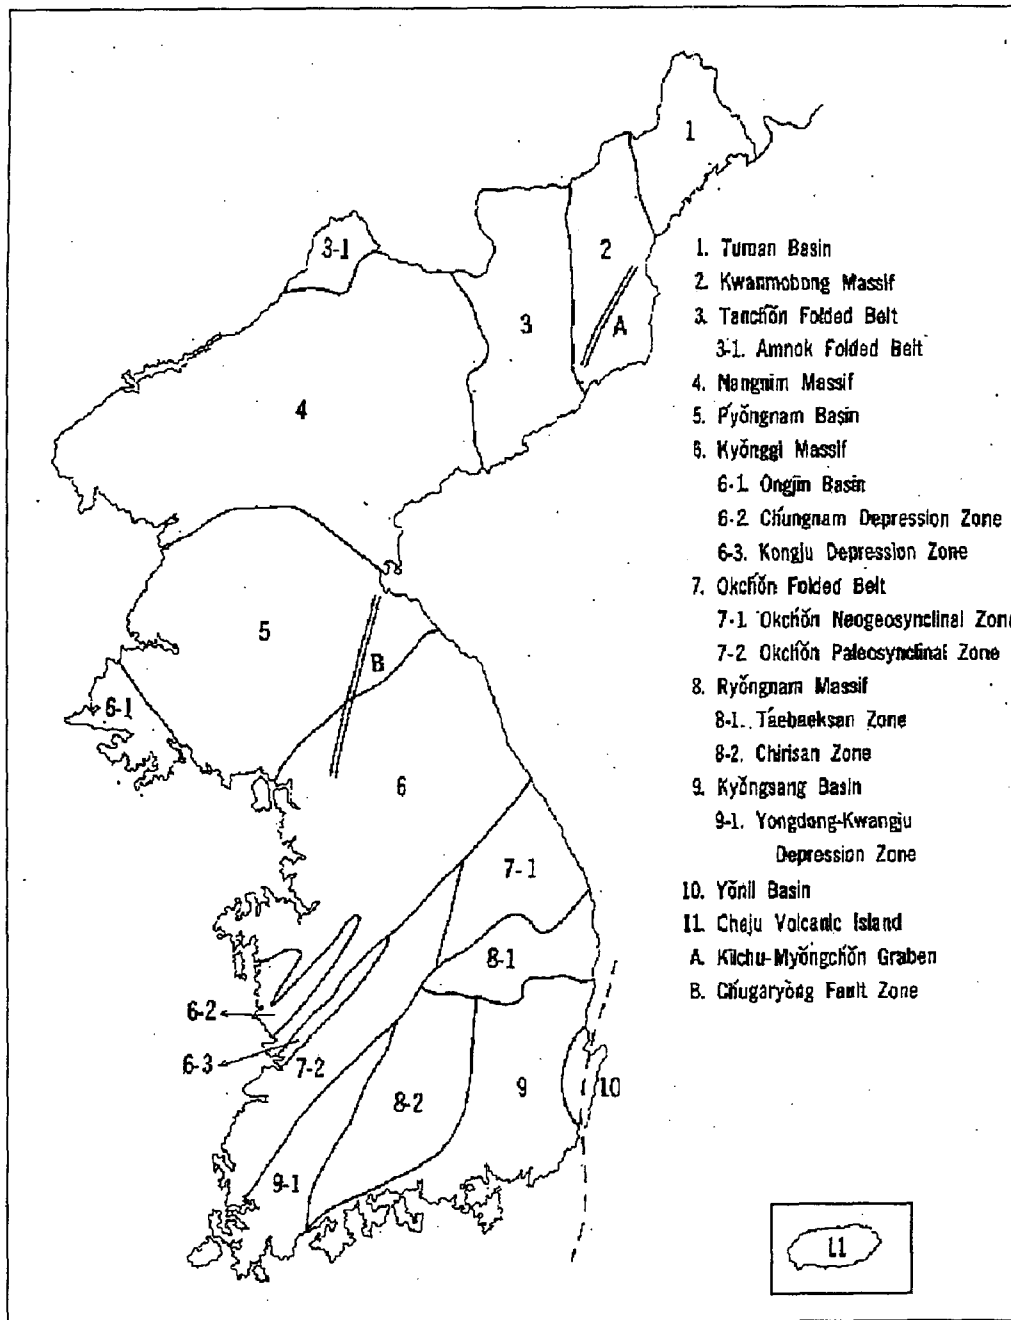 1
3-1
2
3
A
4
5
B
6-1
6
7-1
8-1
6-2
6-3
7-2
8-2
9
10
9-1
11
1. Tuman Basin
2. Kwanmobong Massif
3. Tanchŏn Folded Belt
3-1. Amnok Folded Belt
4. Nangnim Massif
5. Pyŏngnam Basin
6. Kyŏnggi Massif
6-1. Ongjin Basin
6-2. Chungnam Depression Zone
6-3. Kongju Depression Zone
7. Okchŏn Folded Belt
7-1 Okchŏn Neogeosynclinal Zone
7-2. Okchŏn Paleosynclinal Zone
8. Ryŏngnam Massif
8-1. Taebaeksan Zone
8-2. Chirisan Zone
9. Kyŏngsang Basin
9-1. Yongdong-Kwangju
Depression Zone
10. Yŏnil Basin
11. Cheju Volcanic Island
A. Kilchu-Myŏngchŏn Graben
B. Chugaryŏng Fault Zone